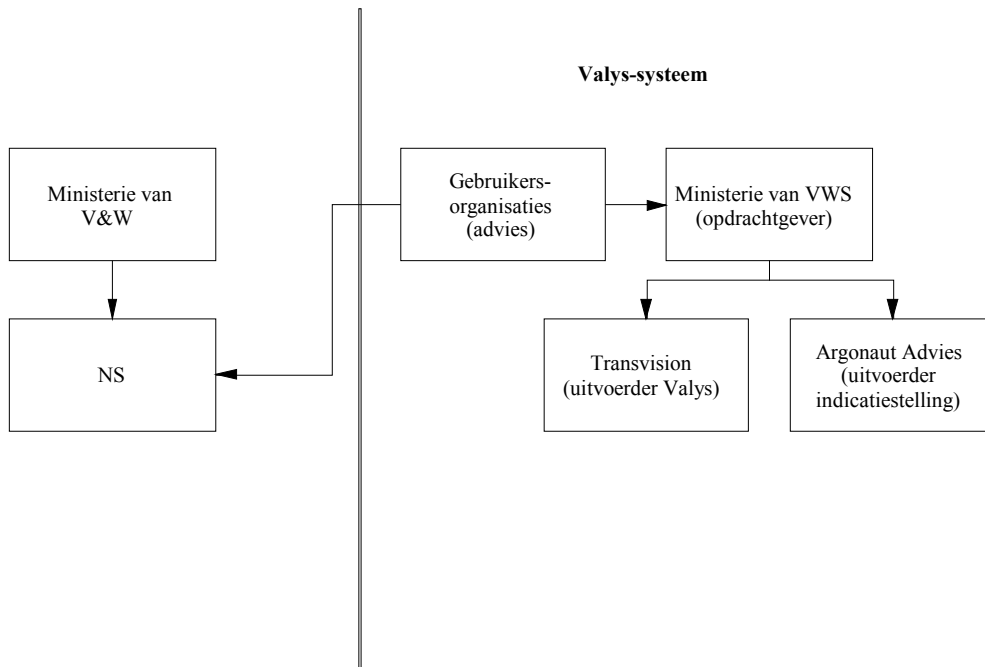 Valys-systeem
Ministerie van
V&W
Gebruikers-
organisaties
(advies)
Ministerie van VWS
(opdrachtgever)
NS
Transvision
(uitvoerder Valys)
Argonaut Advies
(uitvoerder
indicatiestelling)